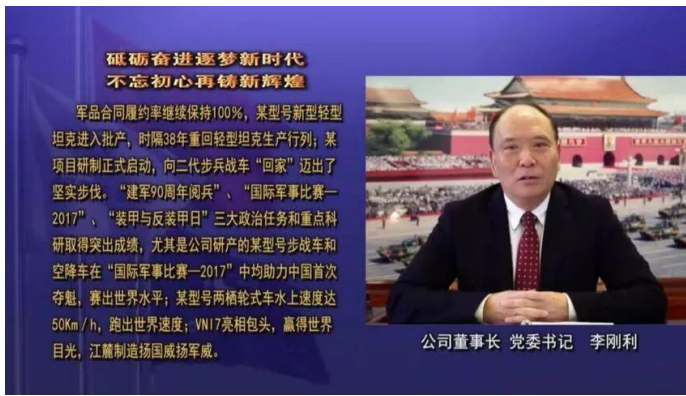 砥砺奋进逐梦新时代
不忘初心再铸新辉煌
军品合同履约率继续保持100%，某型号新型轻型
坦克进入批产，时隔38年重回轻型坦克生产行列；某
项目研制正式启动，向二代步兵战车“回家”迈出了
坚实步伐。“建军90周年阅兵”、“国际军事比赛—
2017”、“装甲与反装甲日”三大政治任务和重点科
研取得突出成绩，尤其是公司研产的某型号步战车和
空降车在“国际军事比赛—2017”中均助力中国首次
夺魁，赛出世界水平；某型号两栖轮式车水上速度达
50Km/h，跑出世界速度；VN17亮相包头，赢得世界
目光，江麓制造扬国威扬军威。
公司董事长 党委书记 李刚利